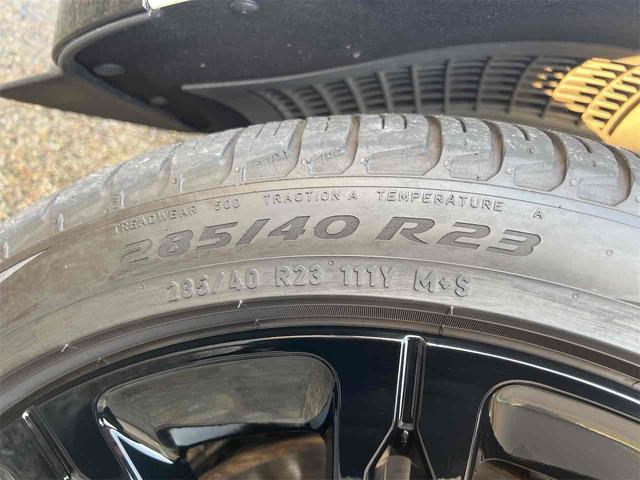 TREADWEAR 500 TRACTION A TEMPERATURE A
285/40 R23
285/40 R23 111Y M+S